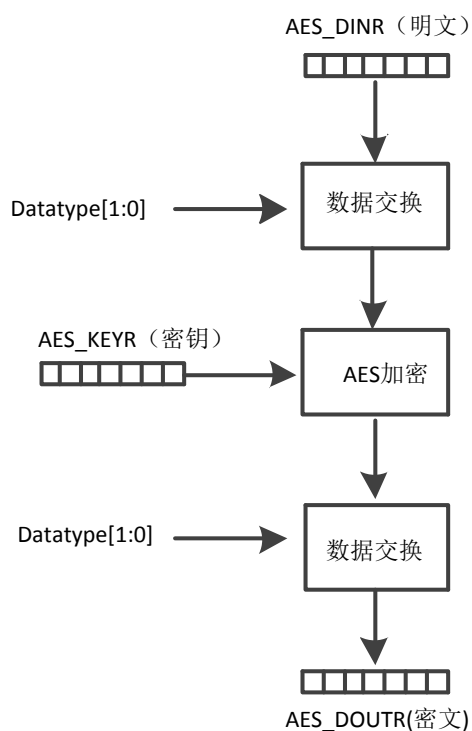 AES_DINR（明文）
Datatype[1:0]
数据交换
AES_KEYR（密钥）
AES加密
Datatype[1:0]
数据交换
AES_DOUTR(密文)